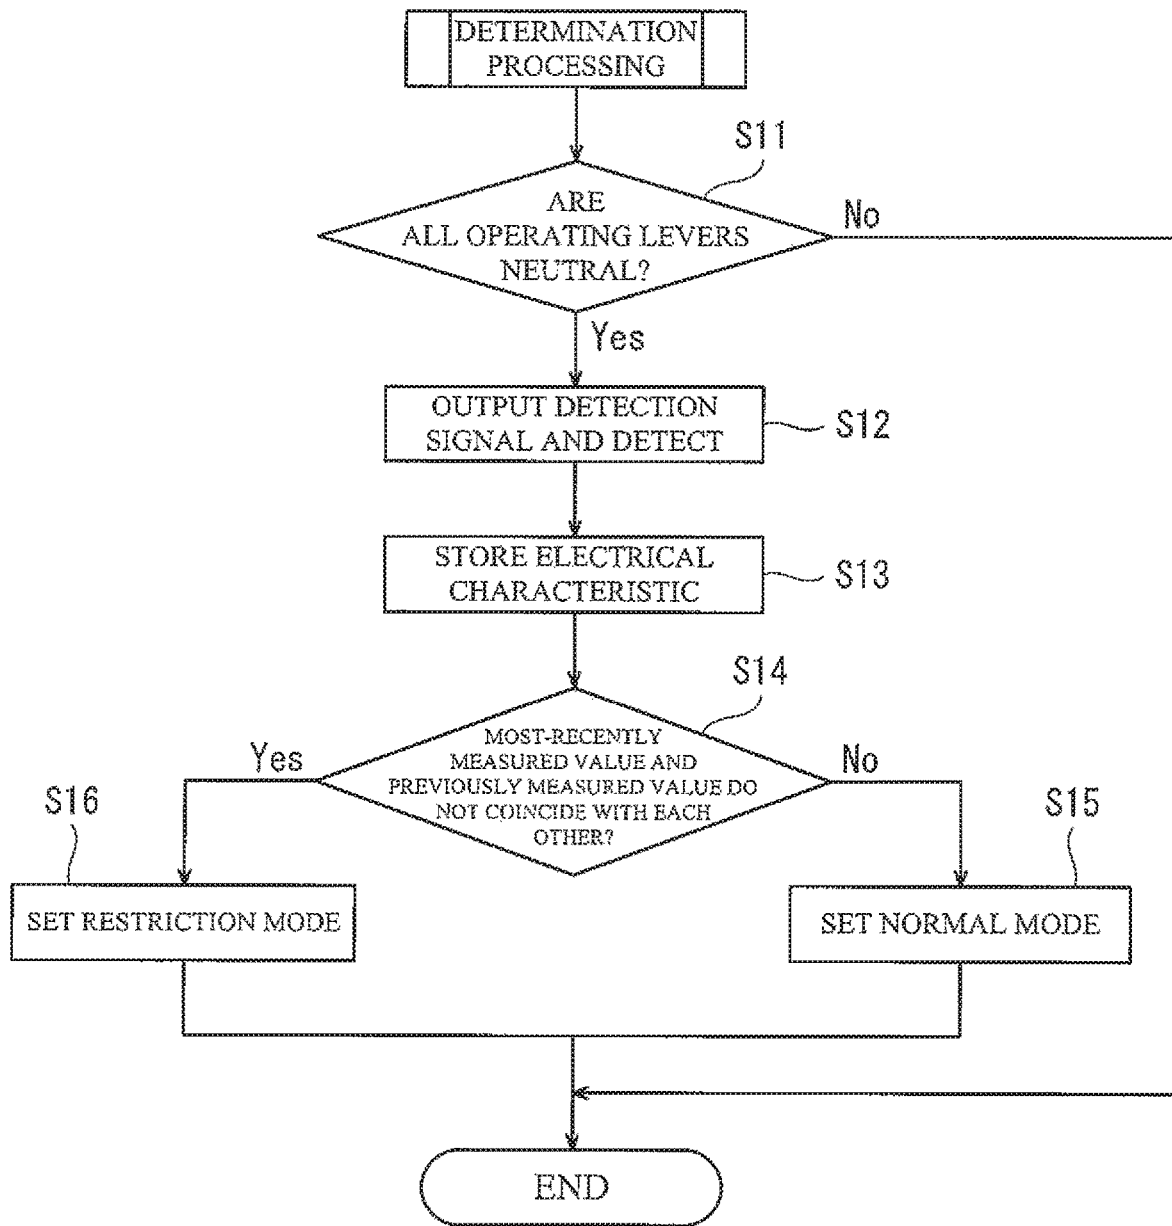 DETERMINATION
PROCESSING
S11
ARE
ALL OPERATING LEVERS
NEUTRAL?
No
Yes
OUTPUT DETECTION
SIGNAL AND DETECT
S12
STORE ELECTRICAL
CHARACTERISTIC
S13
S14
MOST-RECENTLY
MEASURED VALUE AND
PREVIOUSLY MEASURED VALUE DO
NOT COINCIDE WITH EACH
OTHER?
Yes
No
S16
S15
SET RESTRICTION MODE
SET NORMAL MODE
END